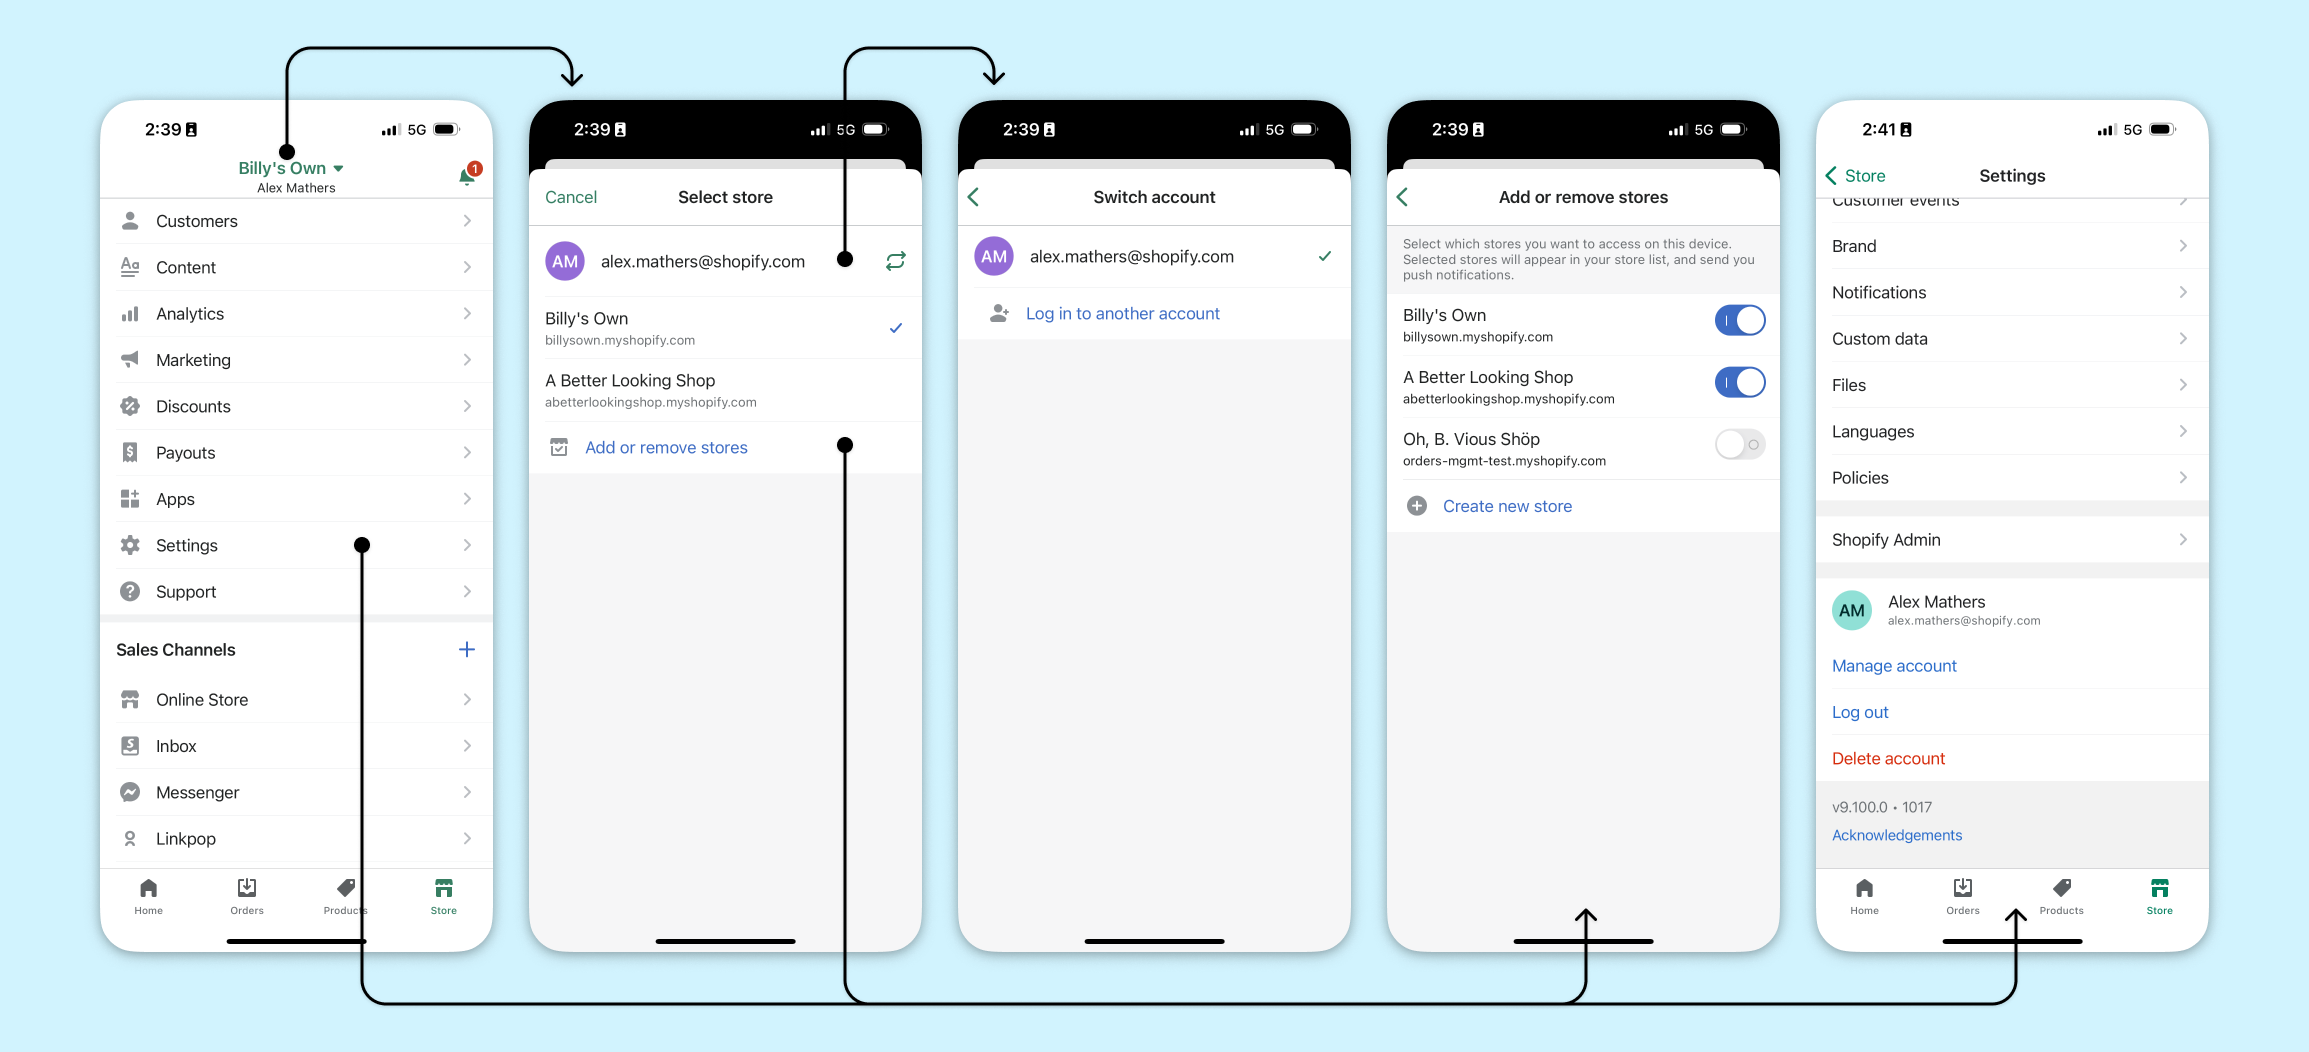 2:39
5G
Billy's Own
Alex Mathers
1
Customers
Content
Analytics
Marketing
Discounts
Payouts
Apps
Settings
Support
Sales Channels
Online Store
Inbox
Messenger
Linkpop
Home
Orders
Products
Store
2:39
5G
Cancel
Select store
AM
alex.mathers@shopify.com
Billy's Own
billysown.myshopify.com
A Better Looking Shop
abetterlookingshop.myshopify.com
Add or remove stores
2:39
5G
Switch account
AM
alex.mathers@shopify.com
Log in to another account
2:39
5G
Add or remove stores
Select which stores you want to access on this device.
Selected stores will appear in your store list, and send you
push notifications.
Billy's Own
billysown.myshopify.com
A Better Looking Shop
abetterlookingshop.myshopify.com
Oh, B. Vious Shöp
orders-mgmt-test.myshopify.com
Create new store
2:41
5G
Store
Settings
Customer events
Brand
Notifications
Custom data
Files
Languages
Policies
Shopify Admin
AM
Alex Mathers
alex.mathers@shopify.com
Manage account
Log out
Delete account
v9.100.0 • 1017
Acknowledgements
Home
Orders
Products
Store